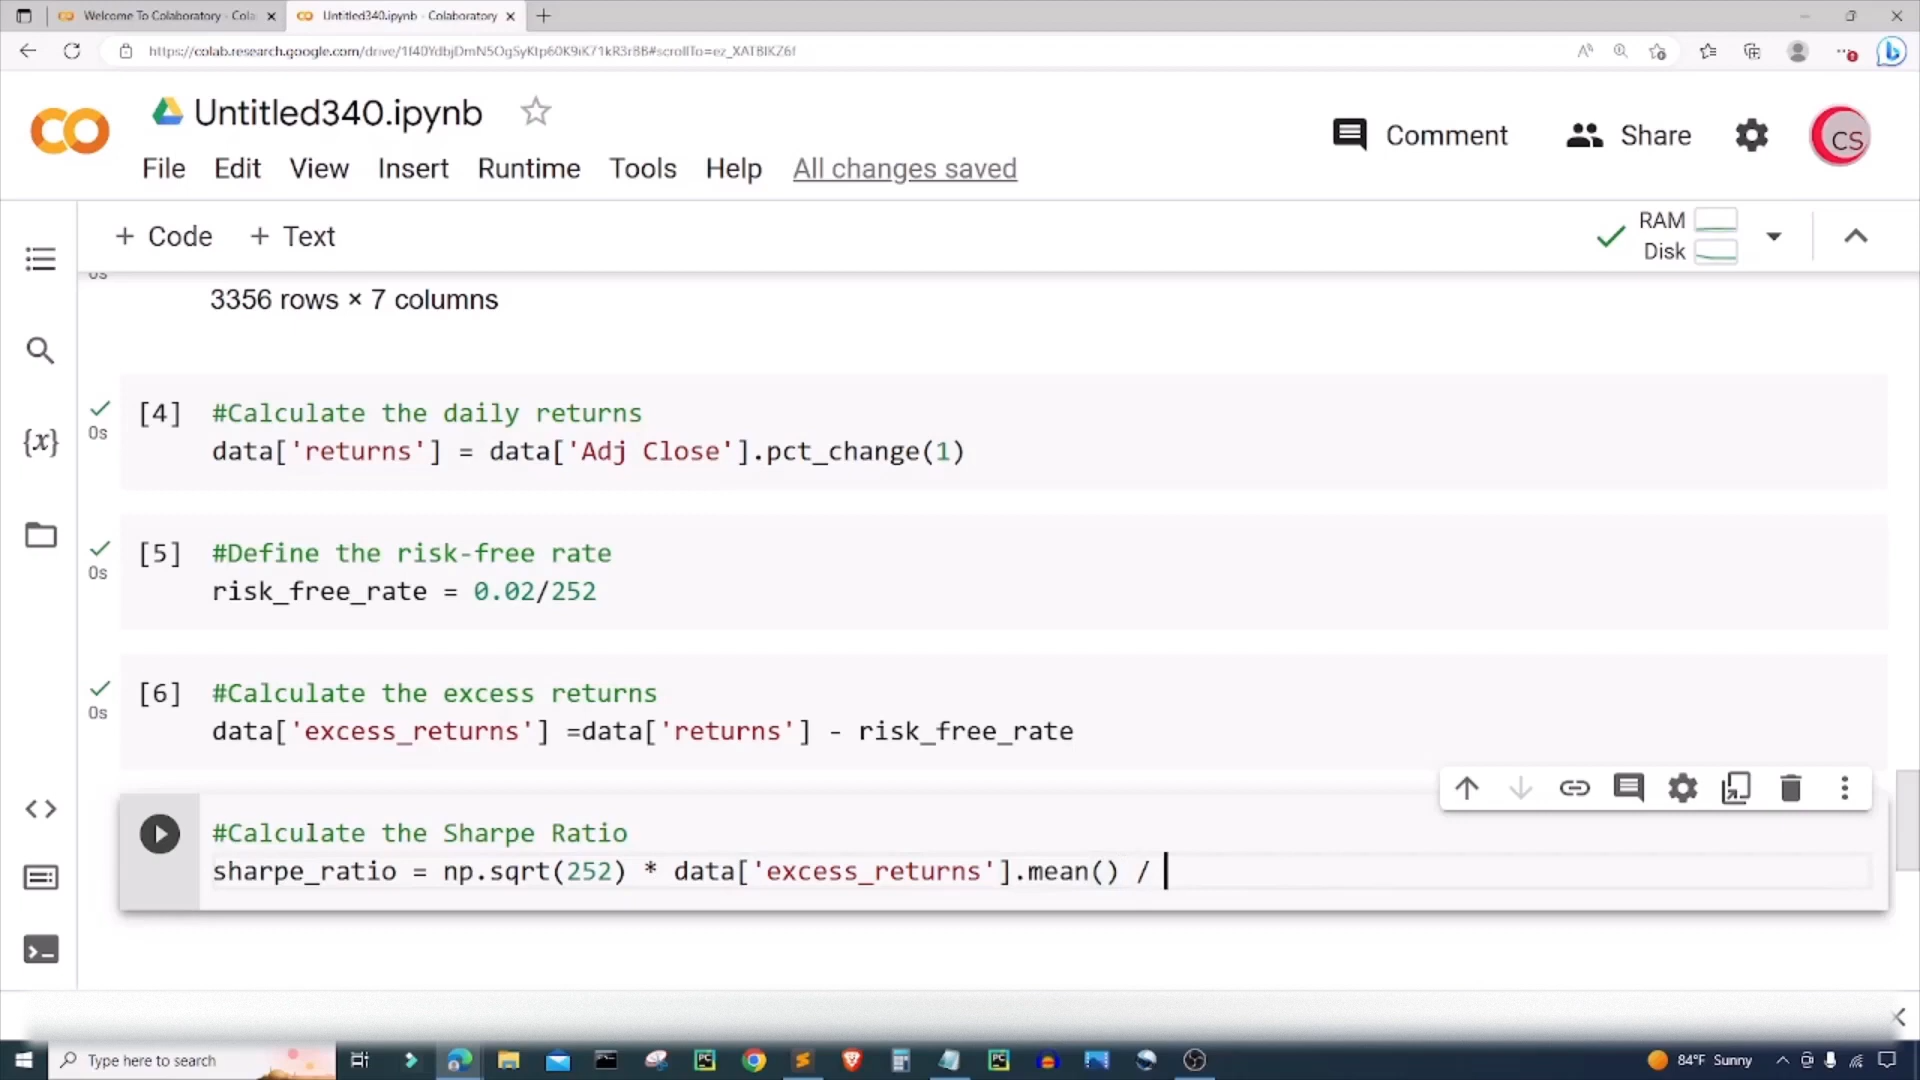 Welcome To Colaboratory - Cola
Untitled340.ipynb - Colaboratory
Untitled340.ipynb
File Edit View Insert Runtime Tools Help All changes saved
Comment Share CS
+ Code + Text
RAM
Disk
0s
3356 rows × 7 columns
[4] #Calculate the daily returns
0s
data['returns'] = data['Adj Close'].pct_change(1)
[5] #Define the risk-free rate
0s
risk_free_rate = 0.02/252
[6] #Calculate the excess returns
0s
data['excess_returns'] =data['returns'] - risk_free_rate
#Calculate the Sharpe Ratio
sharpe_ratio = np.sqrt(252) * data['excess_returns'].mean() /
Type here to search
84°F Sunny